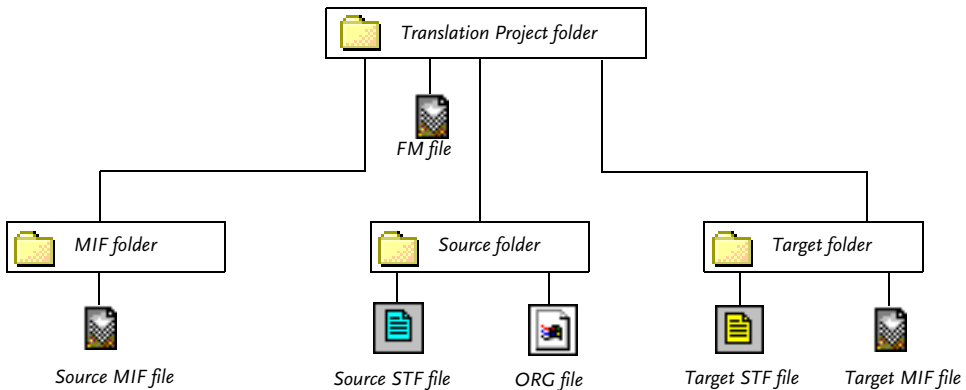 Translation Project folder
FM file
MIF folder
Source folder
Target folder
Source MIF file
Source STF file
ORG file
Target STF file
Target MIF file